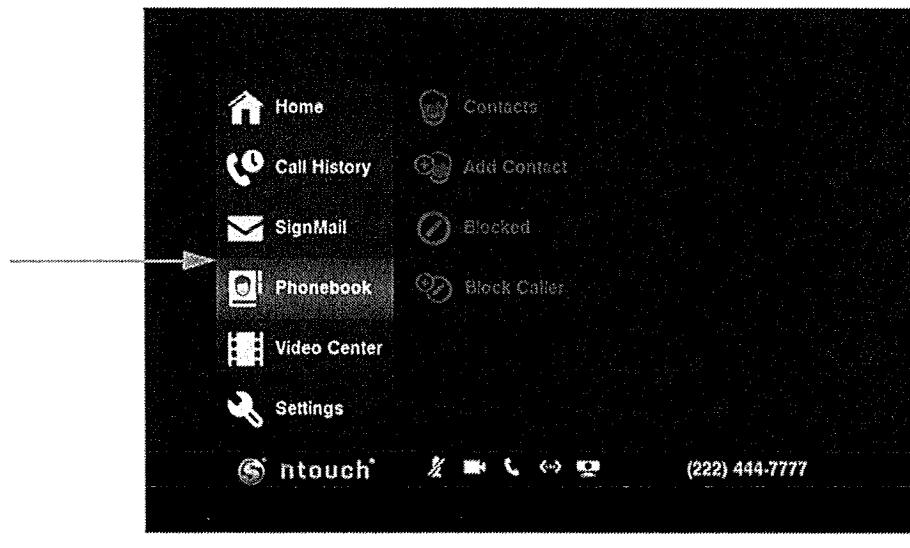 Home
Contacts
Call History
Add Contact
SignMail
Blocked
Phonebook
Block Caller
Video Center
Settings
ntouch
(222) 444-7777